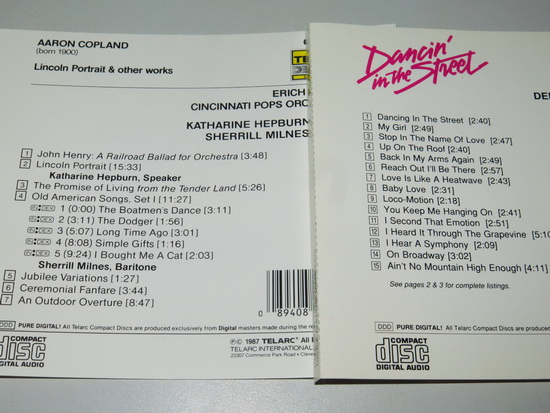 AARON COPLAND
(born 1900)
Lincoln Portrait & other works
ERICH
CINCINNATI POPS ORC
KATHARINE HEPBURN
SHERRILL MILNES
1 John Henry: A Railroad Ballad for Orchestra [3:48]
2 Lincoln Portrait [15:33]
Katharine Hepburn, Speaker
3 The Promise of Living from the Tender Land [5:26]
4 Old American Songs, Set I [11:27]
INDEX 1 (0:00) The Boatmen's Dance [3:11]
INDEX 2 (3:11) The Dodger [1:56]
INDEX 3 (5:07) Long Time Ago [3:01]
INDEX 4 (8:08) Simple Gifts [1:16]
INDEX 5 (9:24) I Bought Me A Cat [2:03]
Sherrill Milnes, Baritone
5 Jubilee Variations [1:27]
6 Ceremonial Fanfare [3:44]
7 An Outdoor Overture [8:47]
0 89408
DDD PURE DIGITAL! All Telarc Compact Discs are produced exclusively from Digital masters made during the re
COMPACT
disc
DIGITAL AUDIO
© 1987 TELARC® All
TELARC INTERNATIONAL
23307 Commerce Park Road • Cleve
Dancin'
in the Street
DE
1 Dancing In The Street [2:40]
2 My Girl [2:49]
3 Stop In The Name Of Love [2:47]
4 Up On The Roof [2:40]
5 Back In My Arms Again [2:49]
6 Reach Out I'll Be There [2:57]
7 Love Is Like A Heatwave [2:39]
8 Baby Love [2:31]
9 Loco-Motion [2:18]
10 You Keep Me Hanging On [2:41]
11 I Second That Emotion [2:51]
12 I Heard It Through The Grapevine [5:10]
13 I Hear A Symphony [2:09]
14 On Broadway [3:02]
15 Ain't No Mountain High Enough [4:11]
See pages 2 & 3 for complete listings.
DDD PURE DIGITAL! All Telarc Compact Discs are produced
COMPACT
disc
DIGITAL AUDIO